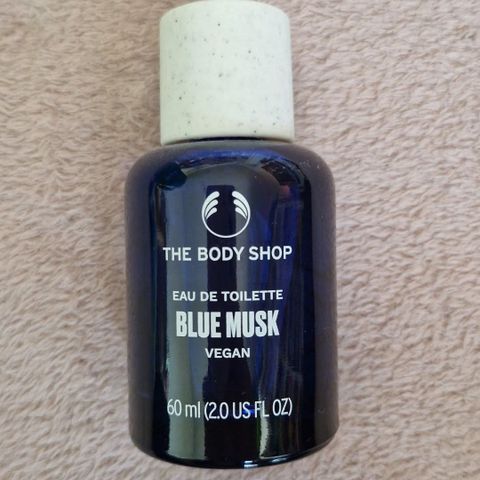 THE BODY SHOP
EAU DE TOILETTE
BLUE MUSK
VEGAN
60 ml (2.0 US FL OZ)